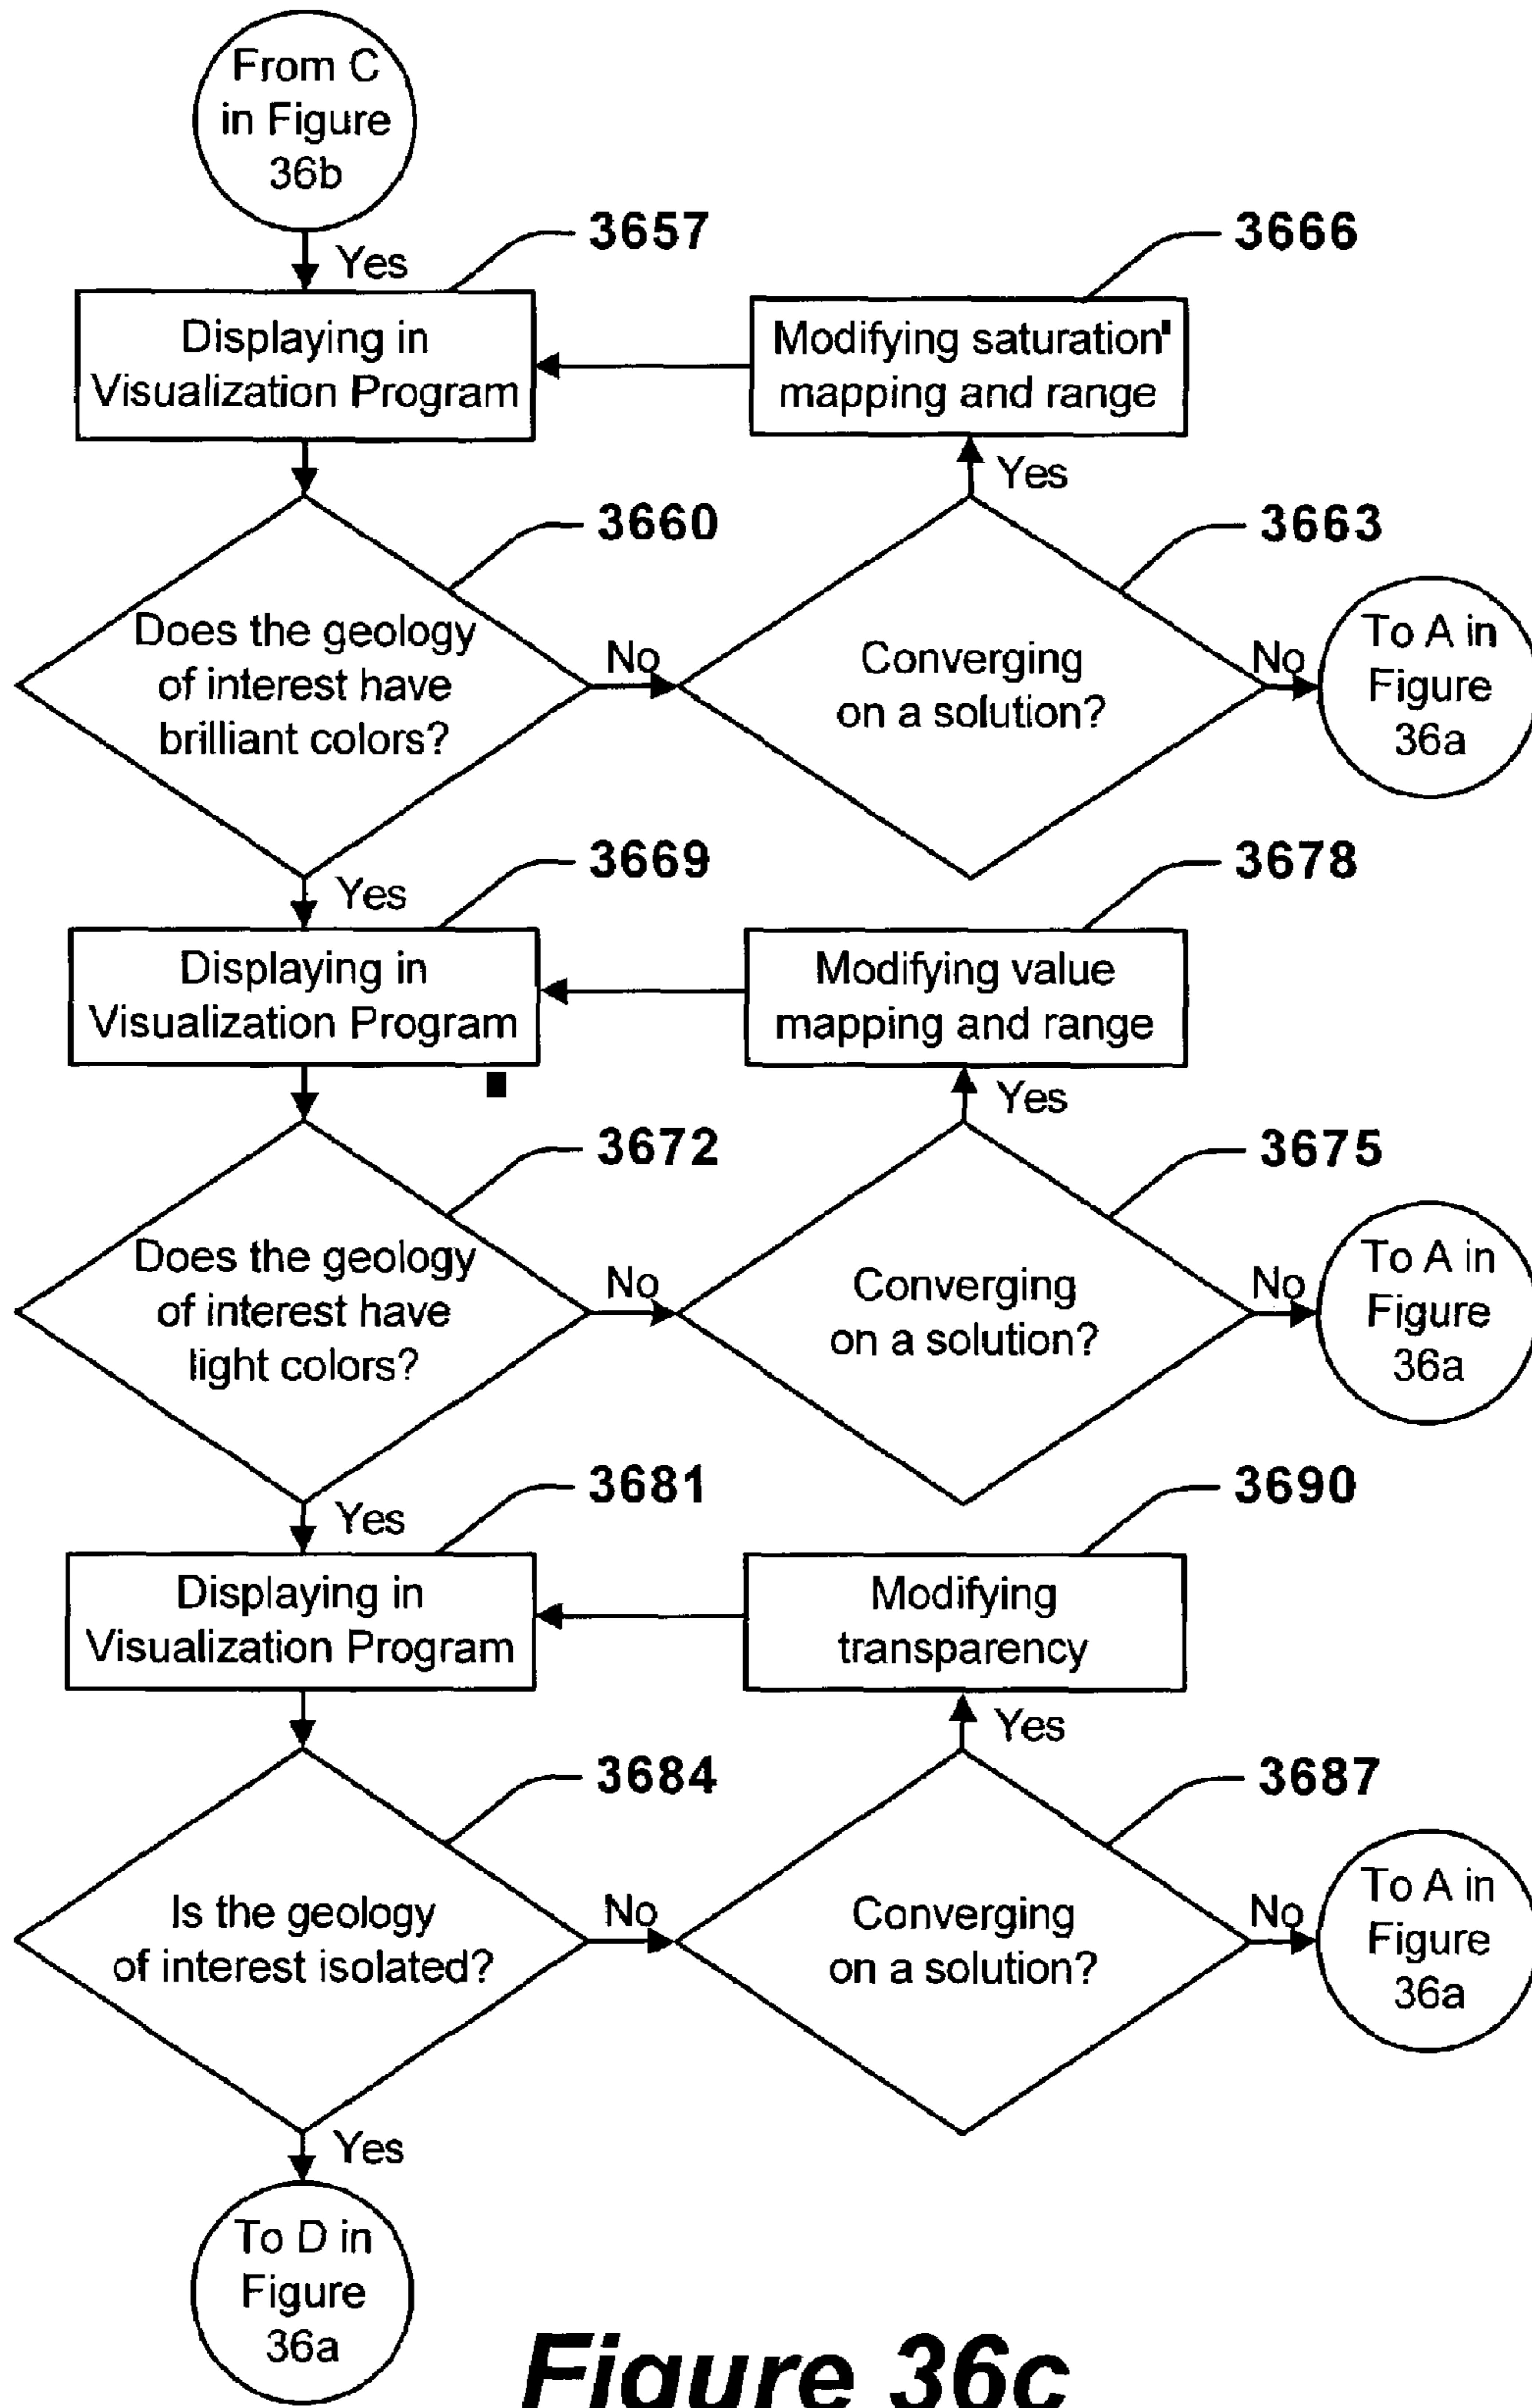 From C
in Figure
36b
Yes
3657
3666
Displaying in
Visualization Program
Modifying saturation
mapping and range
Yes
3660
3663
Does the geology
of interest have
brilliant colors?
No
Converging
on a solution?
No
To A in
Figure
36a
Yes
3669
3678
Displaying in
Visualization Program
Modifying value
mapping and range
Yes
3672
3675
Does the geology
of interest have
light colors?
No
Converging
on a solution?
No
To A in
Figure
36a
Yes
3681
3690
Displaying in
Visualization Program
Modifying
transparency
Yes
3684
3687
Is the geology
of interest isolated?
No
Converging
on a solution?
No
To A in
Figure
36a
Yes
To D in
Figure
36a
Figure 36c